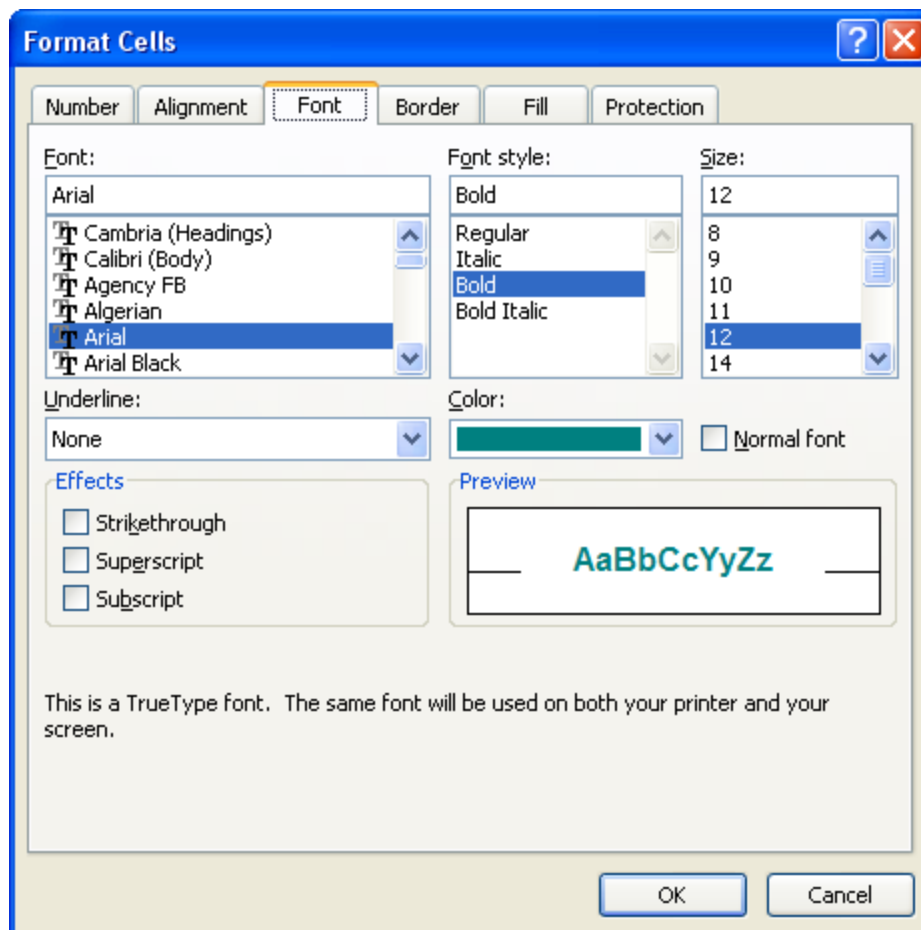 Format Cells
?
Number Alignment Font Border Fill Protection
Font: Font style: Size:
Arial Bold 12
Cambria (Headings) Regular 8
Calibri (Body) Italic 9
Agency FB Bold 10
Algerian Bold Italic 11
Arial 12
Arial Black 14
Underline: Color:
None Normal font
Effects Preview
Strikethrough
Superscript AaBbCcYyZz
Subscript
This is a TrueType font.  The same font will be used on both your printer and your
screen.
OK Cancel